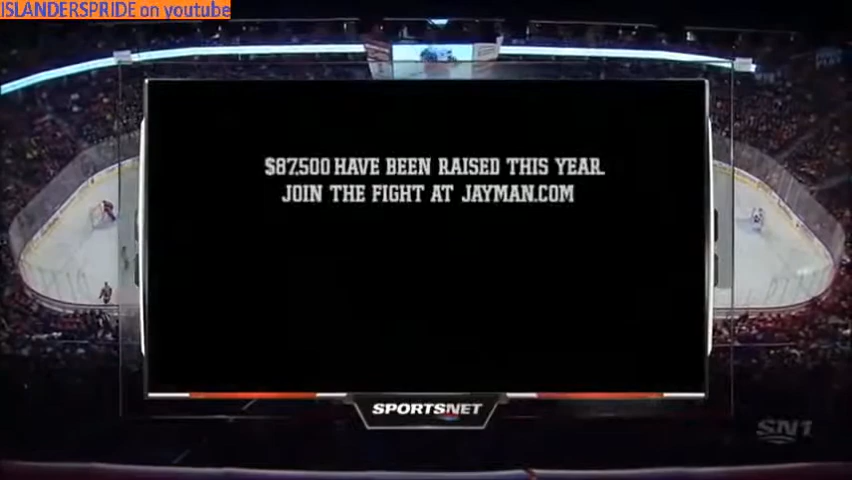 ISLANDERSPRIDE on youtube
$87,500 HAVE BEEN RAISED THIS YEAR.
JOIN THE FIGHT AT JAYMAN.COM
SPORTSNET
SN1